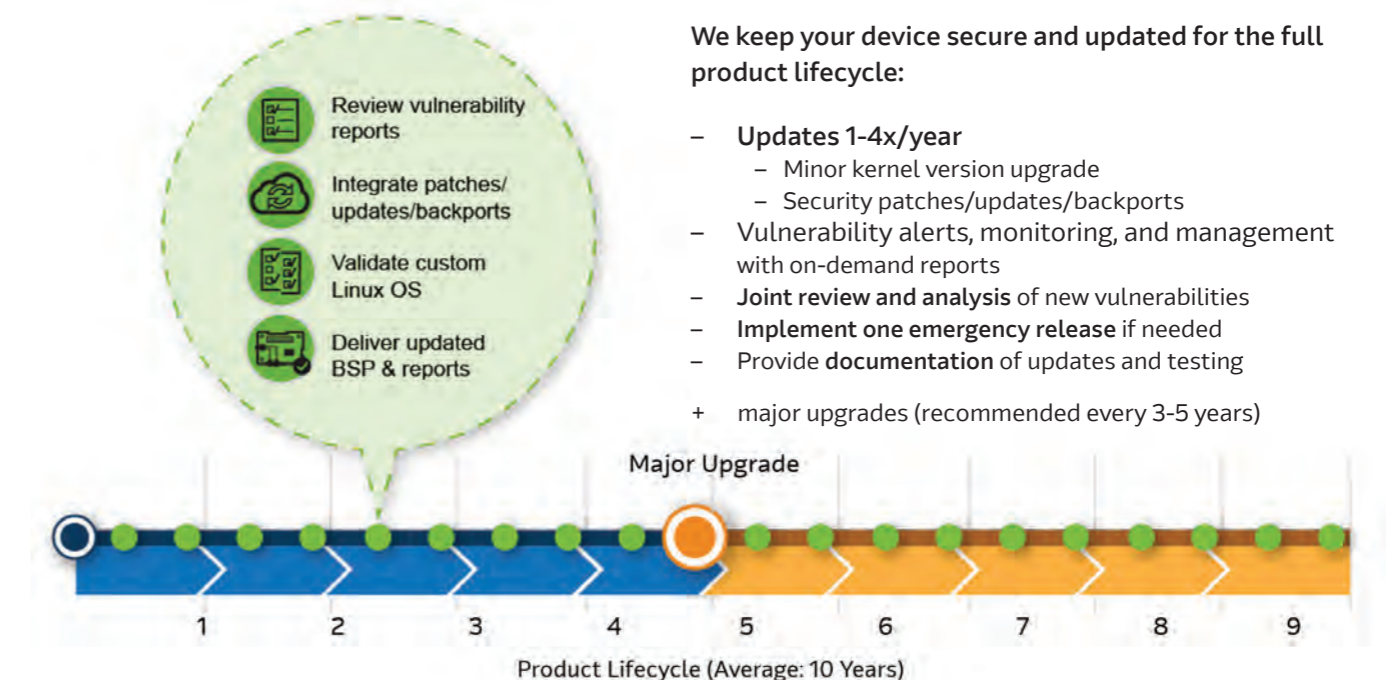 Review vulnerability
reports
Integrate patches/
updates/backports
Validate custom
Linux OS
Deliver updated
BSP & reports
We keep your device secure and updated for the full
product lifecycle:
– Updates 1-4x/year
– Minor kernel version upgrade
– Security patches/updates/backports
– Vulnerability alerts, monitoring, and management
with on-demand reports
– Joint review and analysis of new vulnerabilities
– Implement one emergency release if needed
– Provide documentation of updates and testing
+ major upgrades (recommended every 3-5 years)
Major Upgrade
1 2 3 4 5 6 7 8 9
Product Lifecycle (Average: 10 Years)